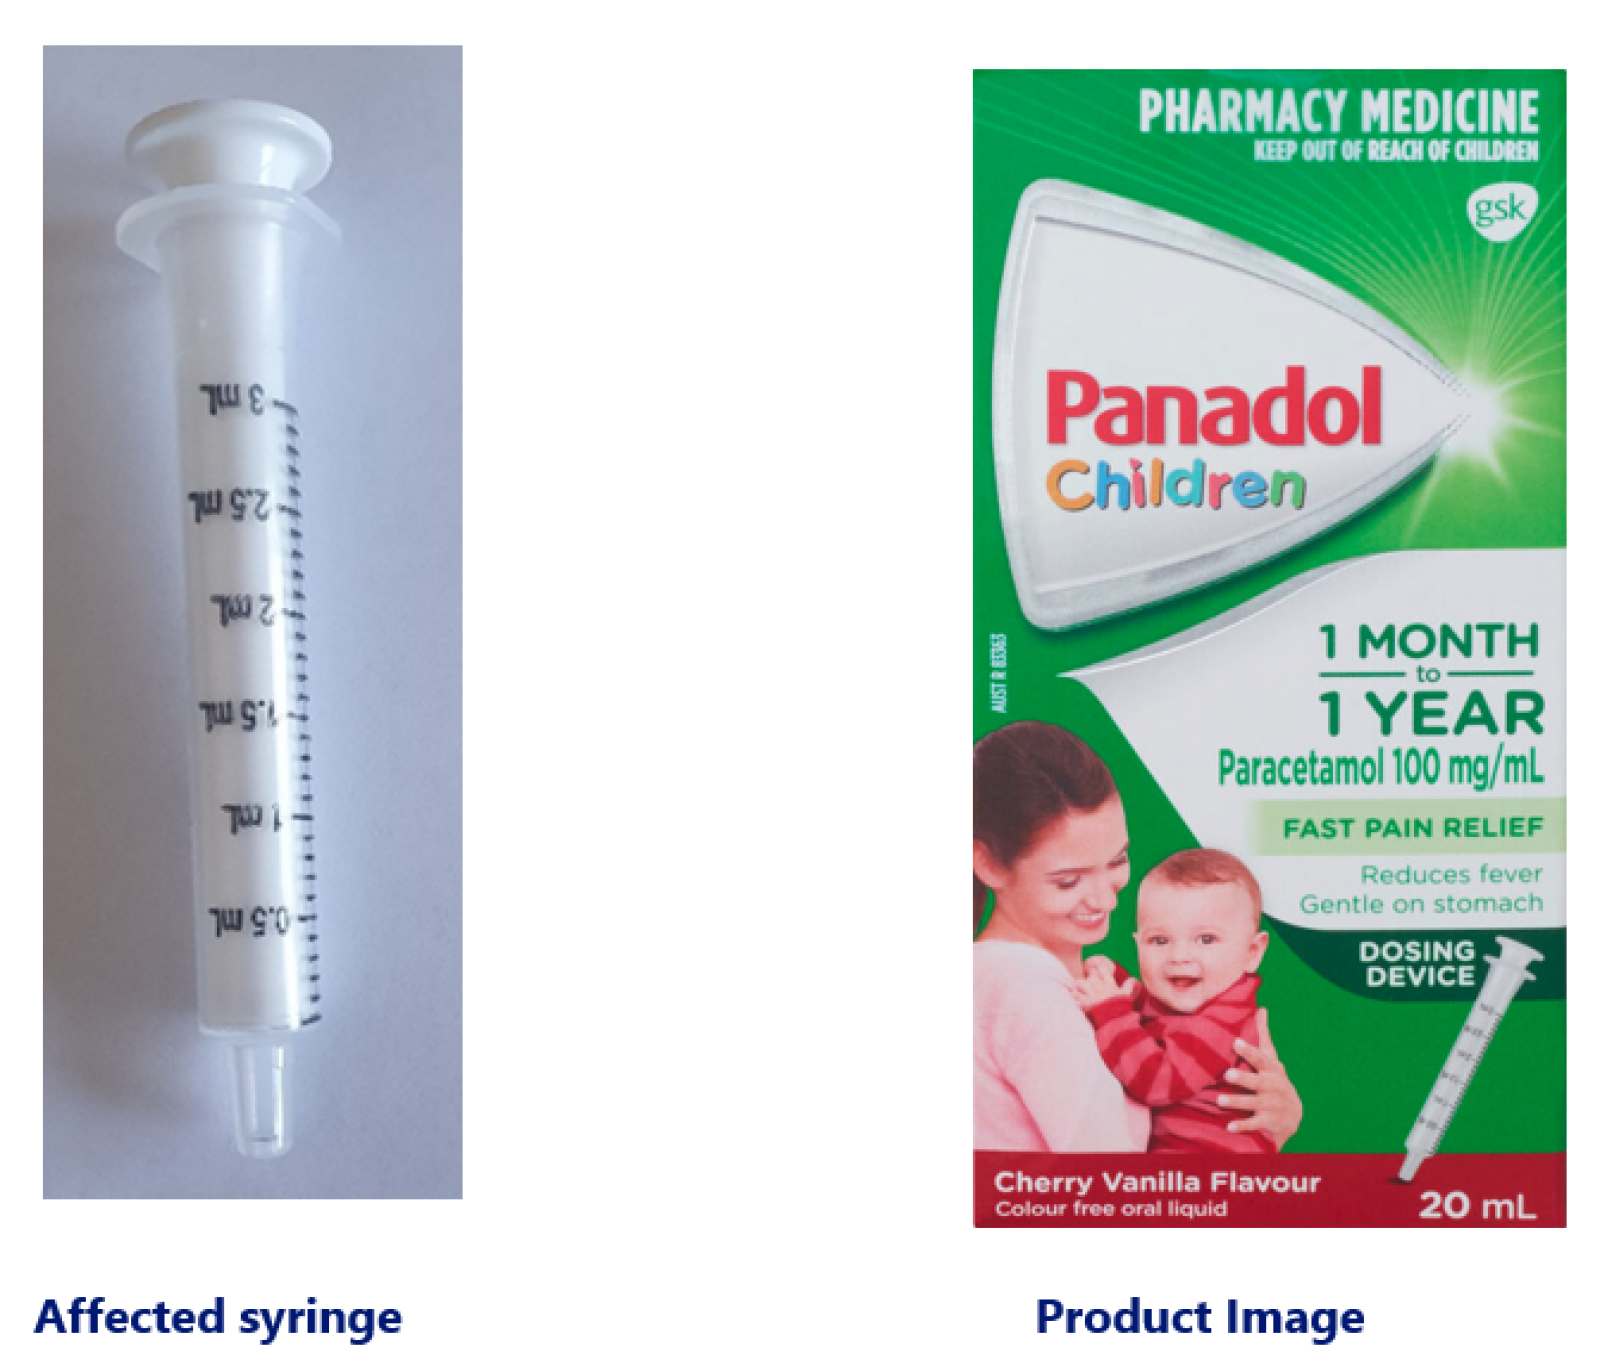 3 mL
2.5 mL
2 mL
1.5 mL
1 mL
0.5 mL
Affected syringe
PHARMACY MEDICINE
KEEP OUT OF REACH OF CHILDREN
gsk
Panadol
Children
AUST R 83363
1 MONTH
to
1 YEAR
Paracetamol 100 mg/mL
FAST PAIN RELIEF
Reduces fever
Gentle on stomach
DOSING
DEVICE
Cherry Vanilla Flavour
Colour free oral liquid
20 mL
Product Image